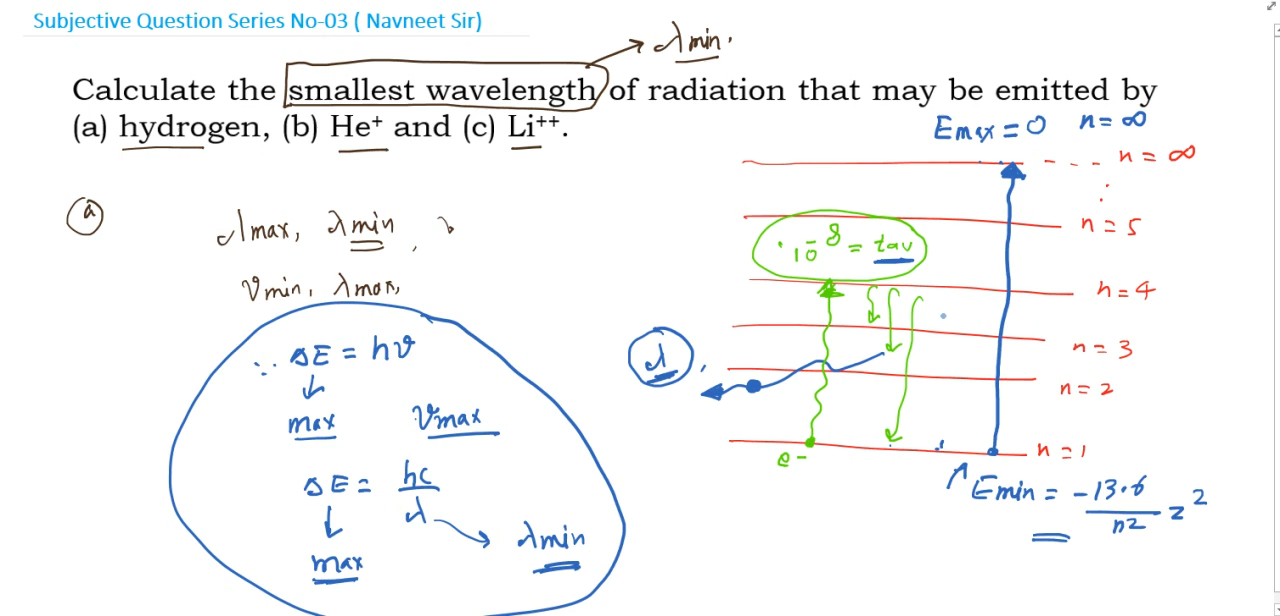 Subjective Question Series No-03 ( Navneet Sir)
λmin.
Calculate the smallest wavelength of radiation that may be emitted by
(a) hydrogen, (b) He⁺ and (c) Li⁺⁺.
Emax = 0 n = ∞
n = ∞
(a)
λmax, λmin,
n = 5
10⁻⁸ = tav
νmin, λmax,
n = 4
∵ ΔE = hν
n = 3
λ,
max νmax
n = 2
n = 1
e-
ΔE = hc/λ
Emin = -13.6/n² z²
λmin
max